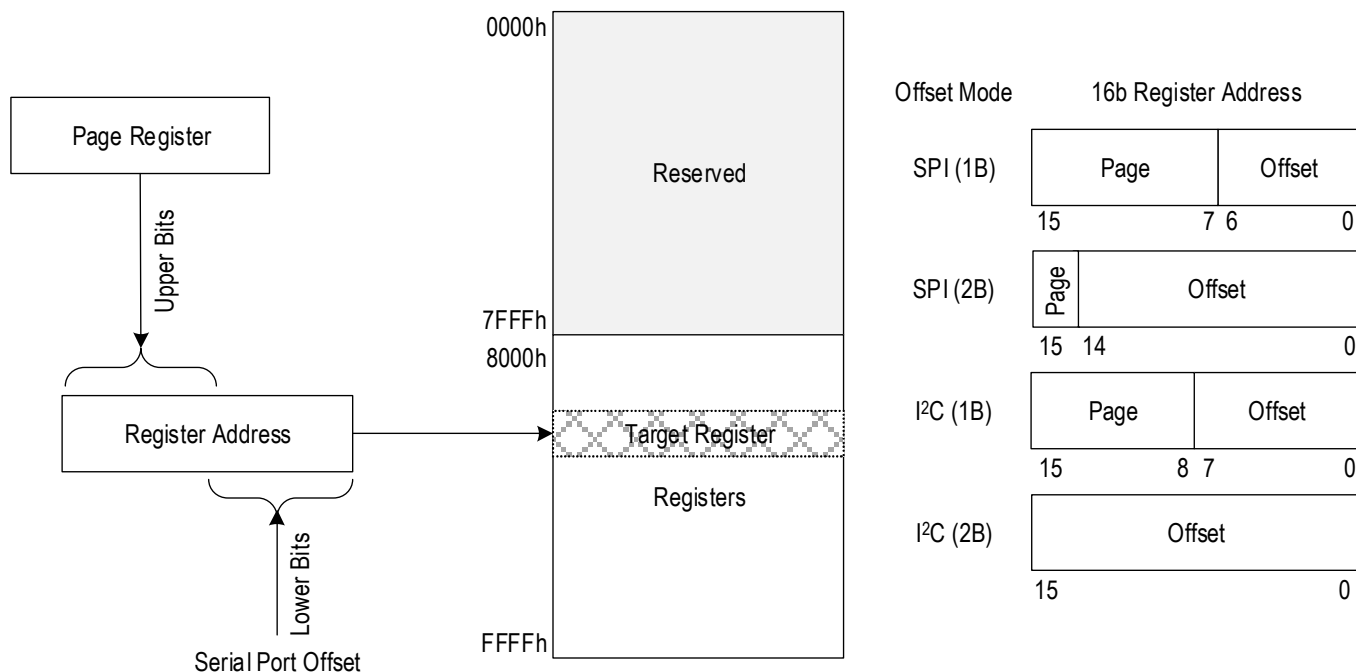 0000h
Page Register
Upper Bits
Register Address
Lower Bits
Serial Port Offset
Reserved
7FFFh
8000h
Target Register
Registers
FFFFh
Offset Mode 16b Register Address
SPI (1B) Page Offset
15 7 6 0
SPI (2B) Page Offset
15 14 0
I²C (1B) Page Offset
15 8 7 0
I²C (2B) Offset
15 0